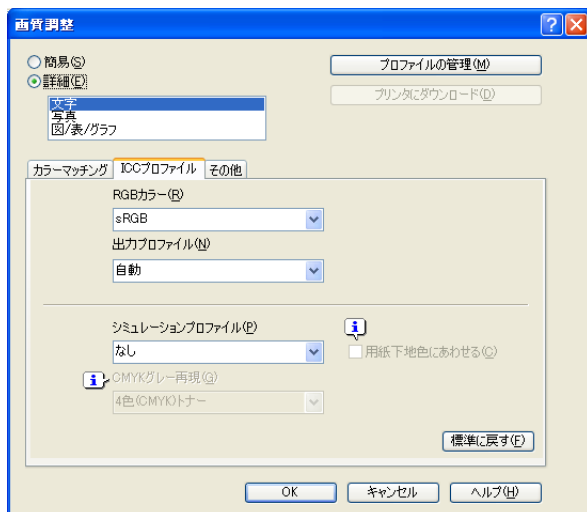 画質調整
簡易(S)
詳細(E)
プロファイルの管理(M)
プリンタにダウンロード(D)
文字
写真
図/表/グラフ
カラーマッチング ICCプロファイル その他
RGBカラー(R)
sRGB
出力プロファイル(N)
自動
シミュレーションプロファイル(P)
なし
用紙下地色にあわせる(C)
CMYKグレー再現(G)
4色(CMYK)トナー
標準に戻す(F)
OK キャンセル ヘルプ(H)